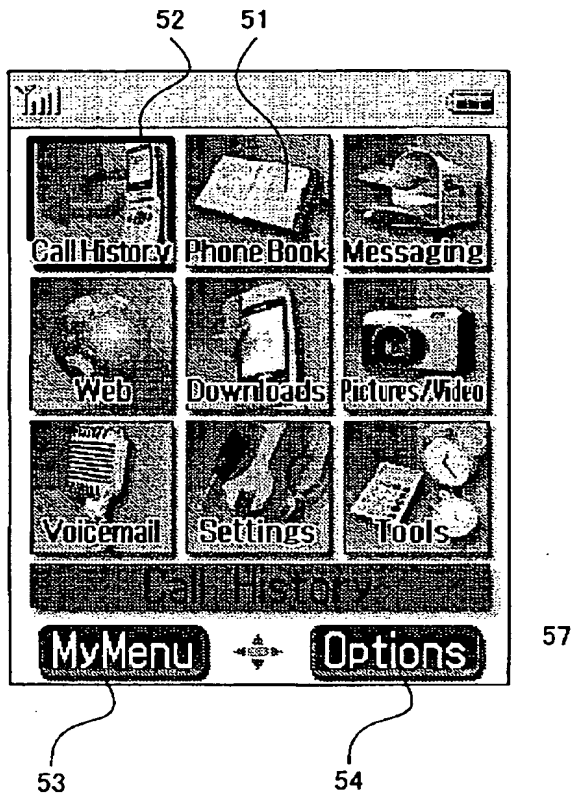 52 51
Call History Phone Book Messaging
Web Downloads Pictures/Video
Voicemail Settings Tools
Call History
MyMenu Options
57
53 54